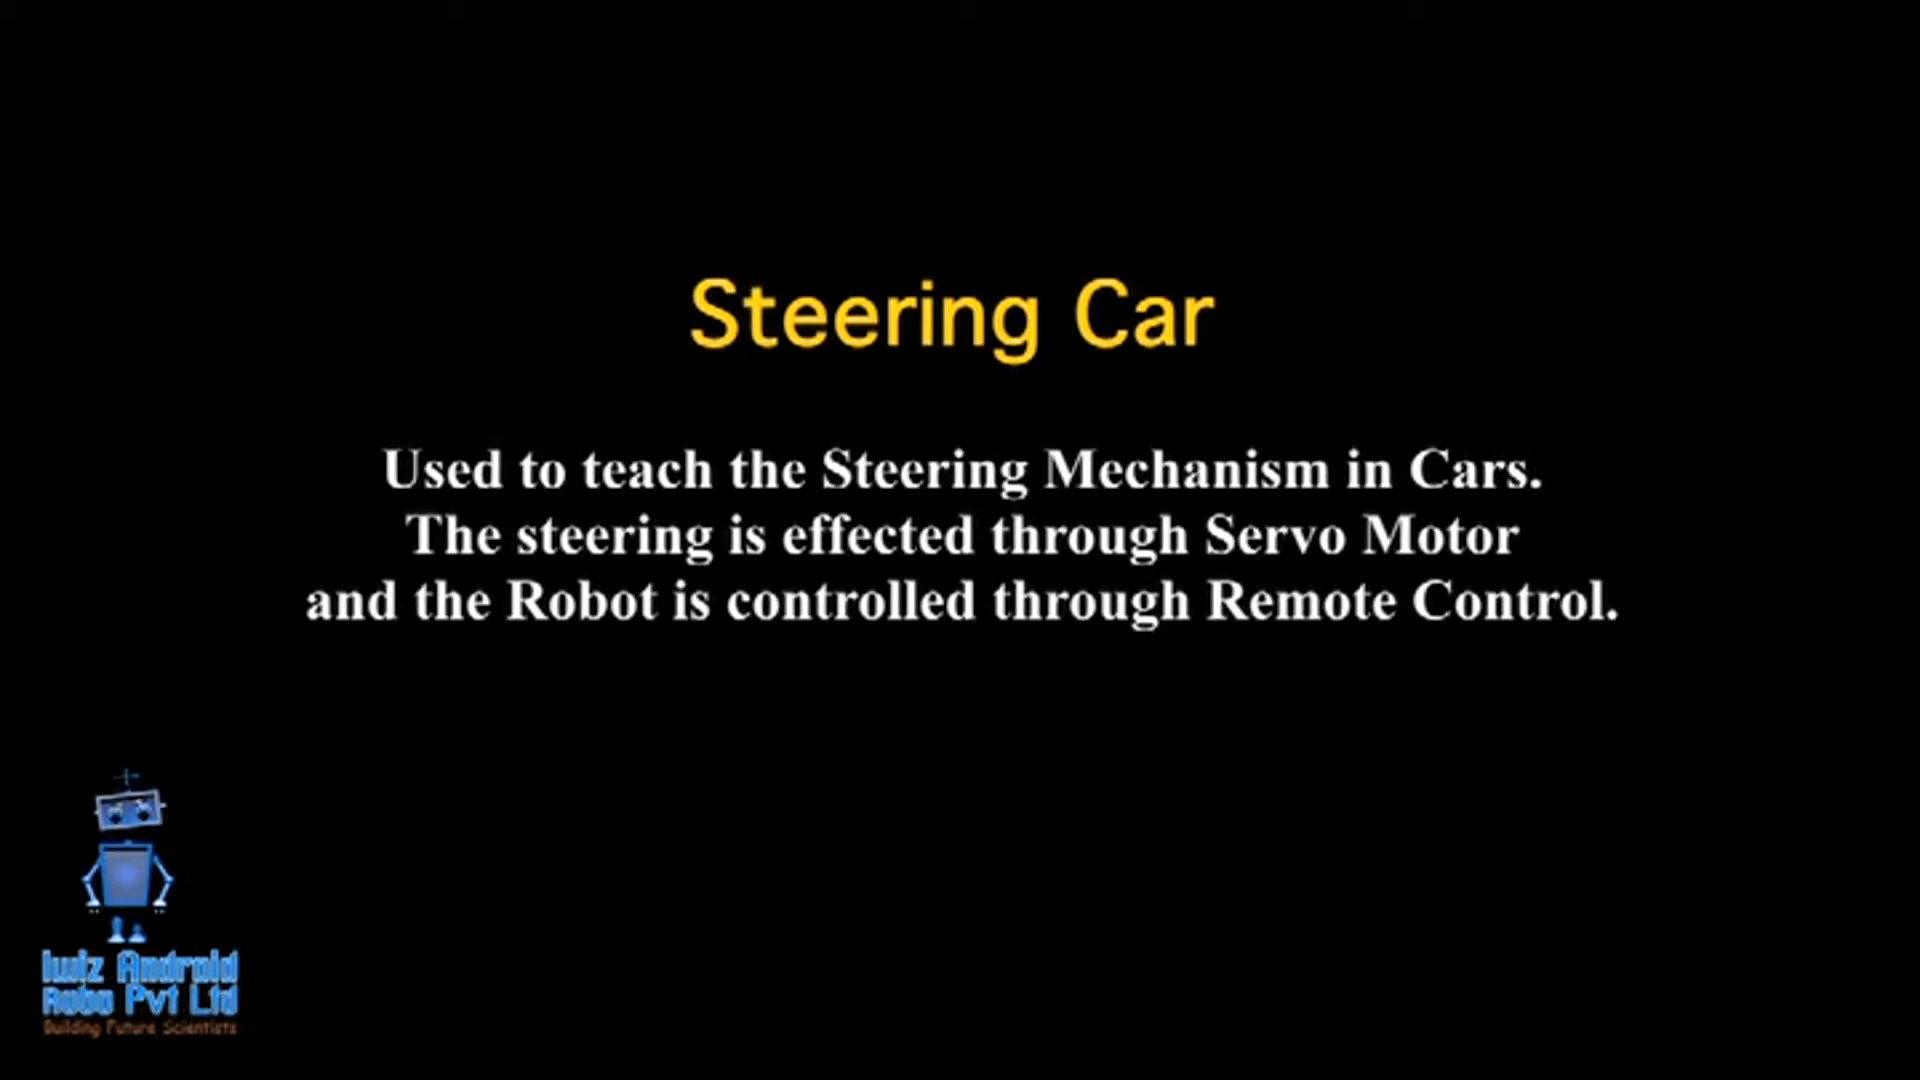 Steering Car
Used to teach the Steering Mechanism in Cars.
The steering is effected through Servo Motor
and the Robot is controlled through Remote Control.
Iwiz Android
Robo Pvt Ltd
Building Future Scientists